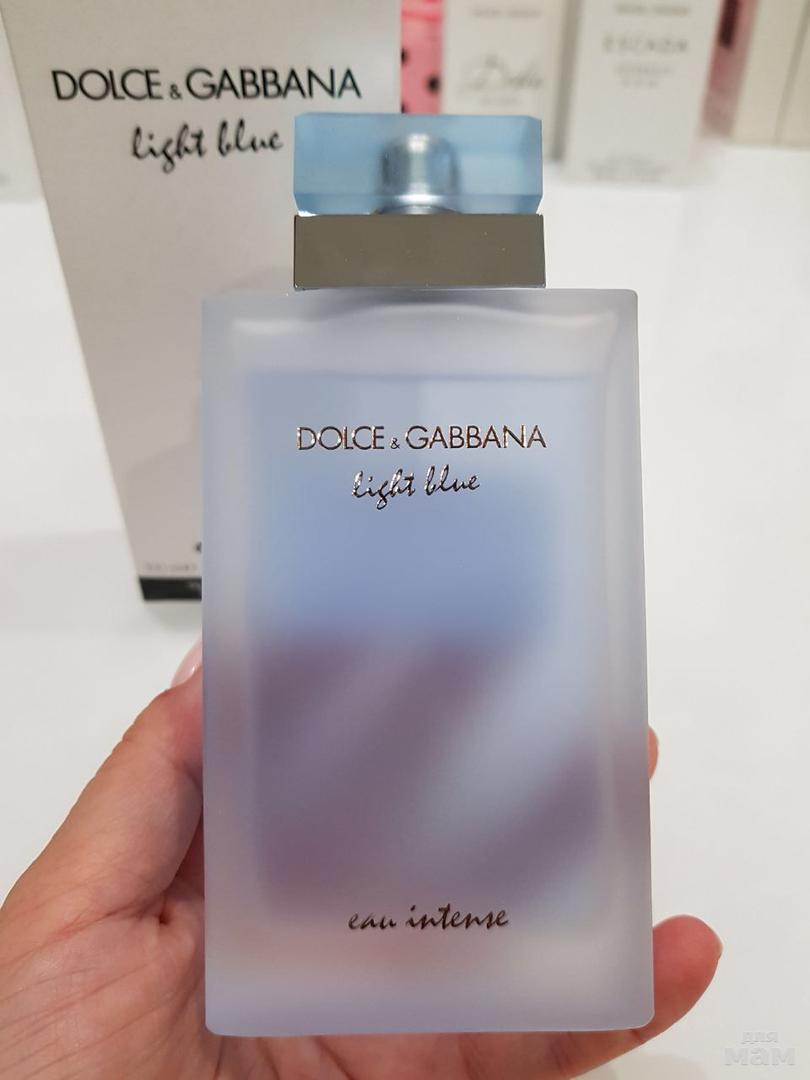 DOLCE & GABBANA
light blue
ESCADA
DOLCE & GABBANA
light blue
eau intense
для
мам